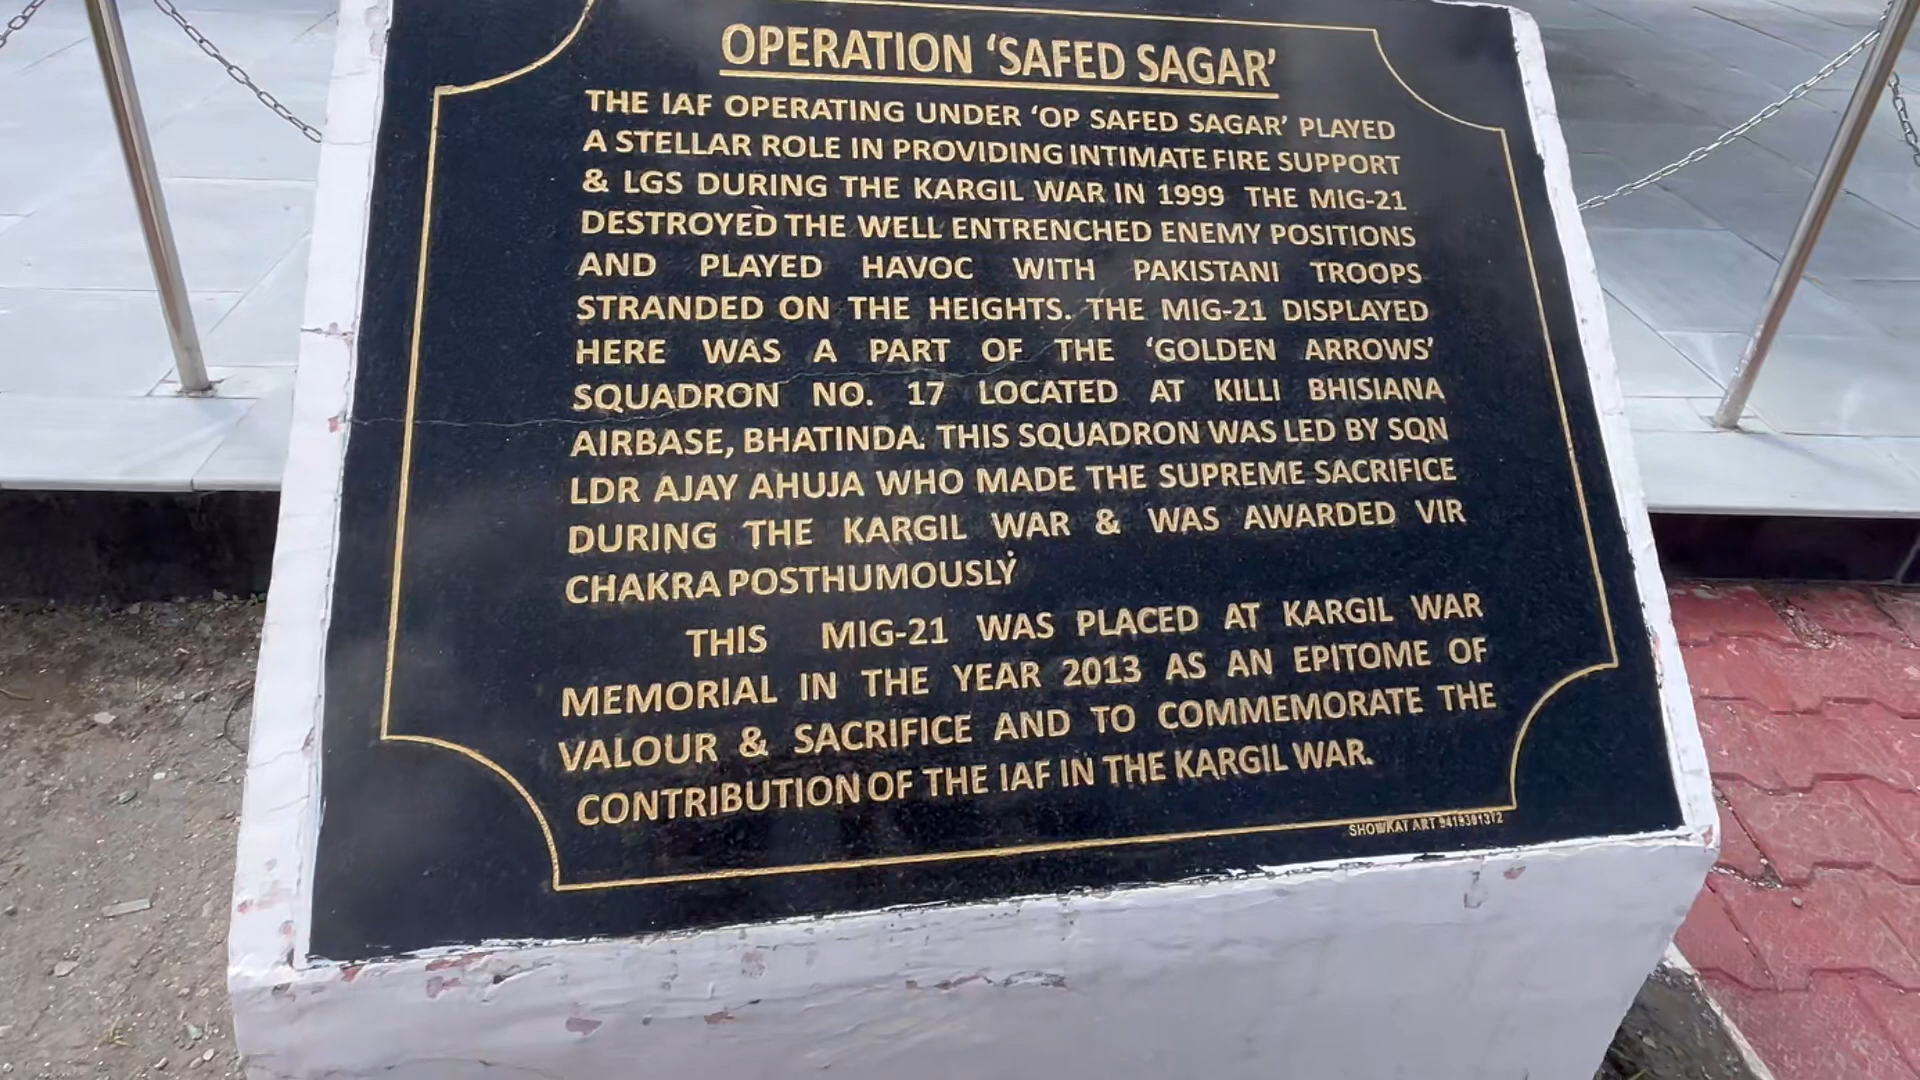 OPERATION ‘SAFED SAGAR’
THE IAF OPERATING UNDER ‘OP SAFED SAGAR’ PLAYED
A STELLAR ROLE IN PROVIDING INTIMATE FIRE SUPPORT
& LGS DURING THE KARGIL WAR IN 1999 THE MIG-21
DESTROYED THE WELL ENTRENCHED ENEMY POSITIONS
AND PLAYED HAVOC WITH PAKISTANI TROOPS
STRANDED ON THE HEIGHTS. THE MIG-21 DISPLAYED
HERE WAS A PART OF THE ‘GOLDEN ARROWS’
SQUADRON NO. 17 LOCATED AT KILLI BHISIANA
AIRBASE, BHATINDA. THIS SQUADRON WAS LED BY SQN
LDR AJAY AHUJA WHO MADE THE SUPREME SACRIFICE
DURING THE KARGIL WAR & WAS AWARDED VIR
CHAKRA POSTHUMOUSLY
THIS MIG-21 WAS PLACED AT KARGIL WAR
MEMORIAL IN THE YEAR 2013 AS AN EPITOME OF
VALOUR & SACRIFICE AND TO COMMEMORATE THE
CONTRIBUTION OF THE IAF IN THE KARGIL WAR.
SHOWKAT ART